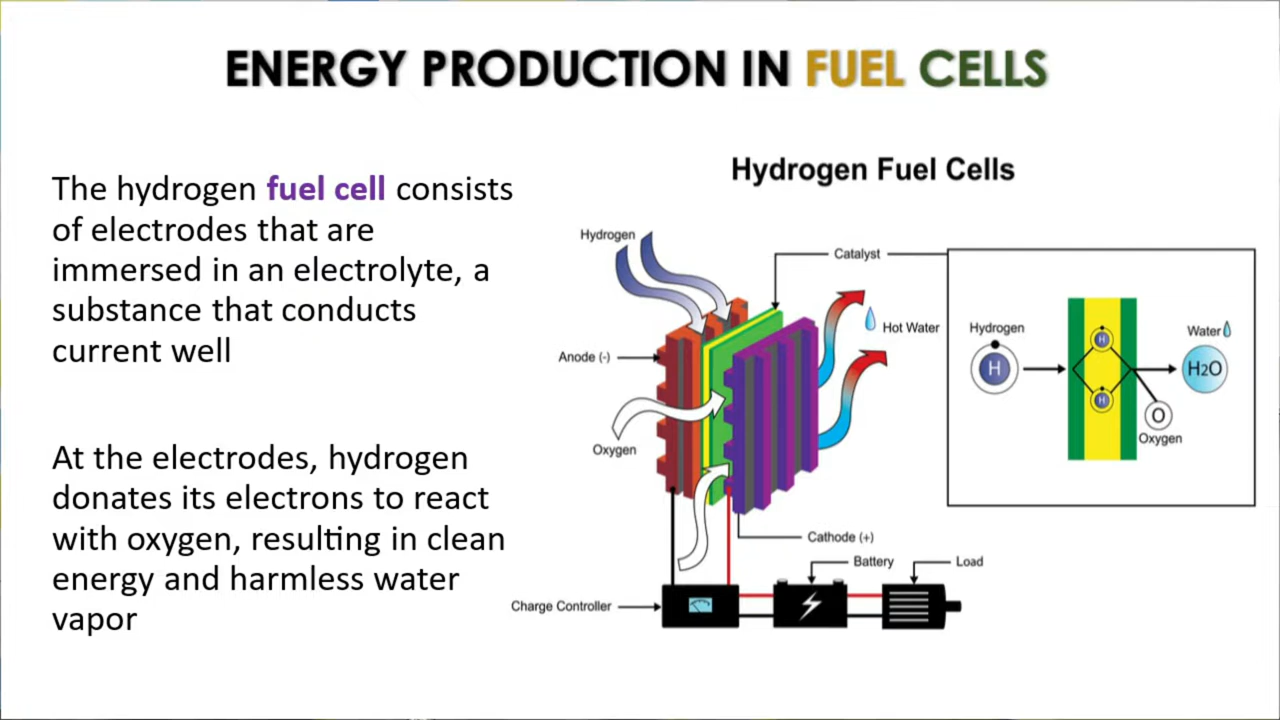 ENERGY PRODUCTION IN FUEL CELLS
The hydrogen fuel cell consists
of electrodes that are
immersed in an electrolyte, a
substance that conducts
current well
At the electrodes, hydrogen
donates its electrons to react
with oxygen, resulting in clean
energy and harmless water
vapor
Hydrogen Fuel Cells
Hydrogen
Catalyst
Hot Water
Anode (-)
Oxygen
Cathode (+)
Battery
Load
Charge Controller
Hydrogen
H
H
H
Water
H2O
O
Oxygen